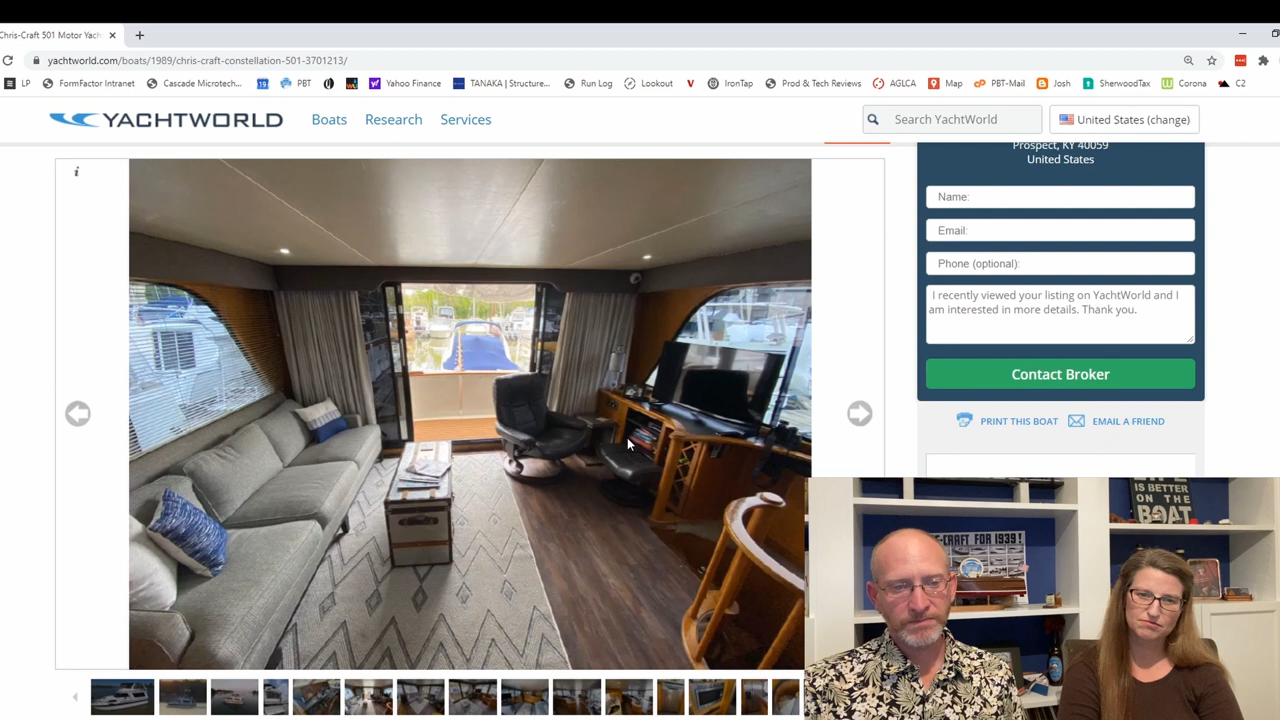 Chris-Craft 501 Motor Yach
yachtworld.com/boats/1989/chris-craft-constellation-501-3701213/
LP FormFactor Intranet Cascade Microtech... 19 PBT Yahoo Finance TANAKA | Structure... Run Log Lookout V IronTap Prod & Tech Reviews AGLCA Map PBT-Mail Josh SherwoodTax Corona C2
YACHTWORLD Boats Research Services Search YachtWorld United States (change)
Prospect, KY 40059
United States
i
Name:
Email:
Phone (optional):
I recently viewed your listing on YachtWorld and I
am interested in more details. Thank you.
Contact Broker
PRINT THIS BOAT EMAIL A FRIEND
IS BETTER
ON THE
BOAT
E-CRAFT FOR 1939!